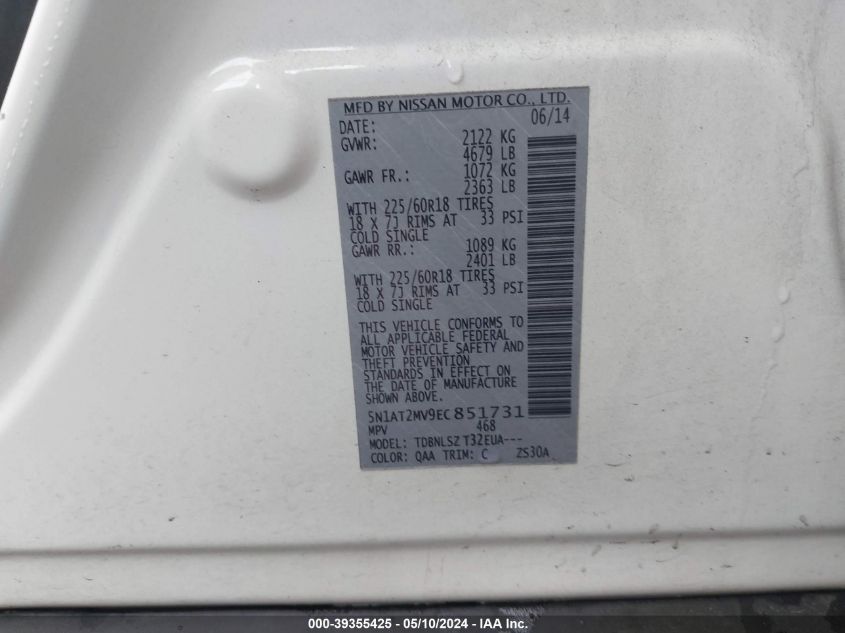 MFD BY NISSAN MOTOR CO., LTD.
DATE: 06/14
GVWR: 2122 KG
4679 LB
GAWR FR.: 1072 KG
2363 LB
WITH 225/60R18 TIRES
18 X 7J RIMS AT 33 PSI
COLD SINGLE
GAWR RR.: 1089 KG
2401 LB
WITH 225/60R18 TIRES
18 X 7J RIMS AT 33 PSI
COLD SINGLE
THIS VEHICLE CONFORMS TO
ALL APPLICABLE FEDERAL
MOTOR VEHICLE SAFETY AND
THEFT PREVENTION
STANDARDS IN EFFECT ON
THE DATE OF MANUFACTURE
SHOWN ABOVE.
5N1AT2MV9EC851731
MPV 468
MODEL: TDBNLSZ T32EUA---
COLOR: QAA TRIM: C ZS30A
000-39355425 - 05/10/2024 - IAAI.com